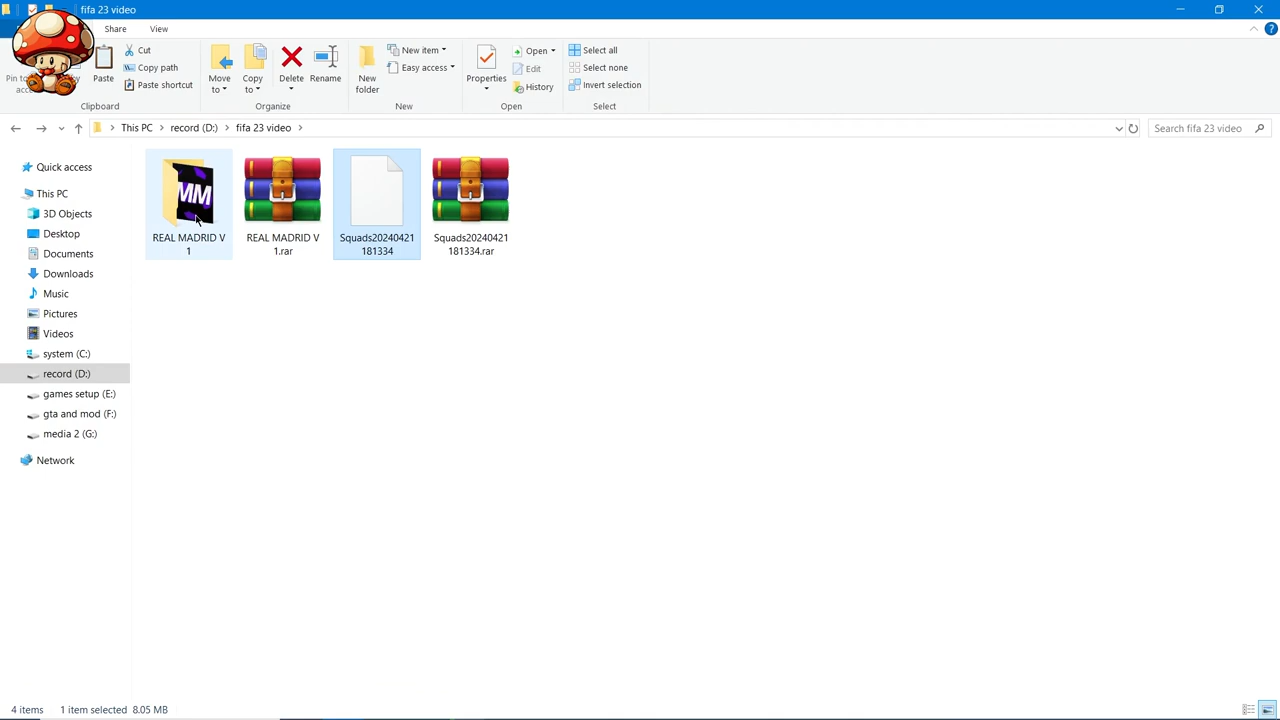 fifa 23 video
Share
View
Cut
Copy path
Paste shortcut
Paste
Clipboard
Move to
Copy to
Delete
Rename
Organize
New folder
New item
Easy access
New
Properties
Open
Edit
History
Open
Select all
Select none
Invert selection
Select
This PC
record (D:)
fifa 23 video
Search fifa 23 video
Quick access
This PC
3D Objects
Desktop
Documents
Downloads
Music
Pictures
Videos
system (C:)
record (D:)
games setup (E:)
gta and mod (F:)
media 2 (G:)
Network
MM
REAL MADRID V
1
REAL MADRID V
1.rar
Squads20240421
181334
Squads20240421
181334.rar
4 items
1 item selected 8.05 MB